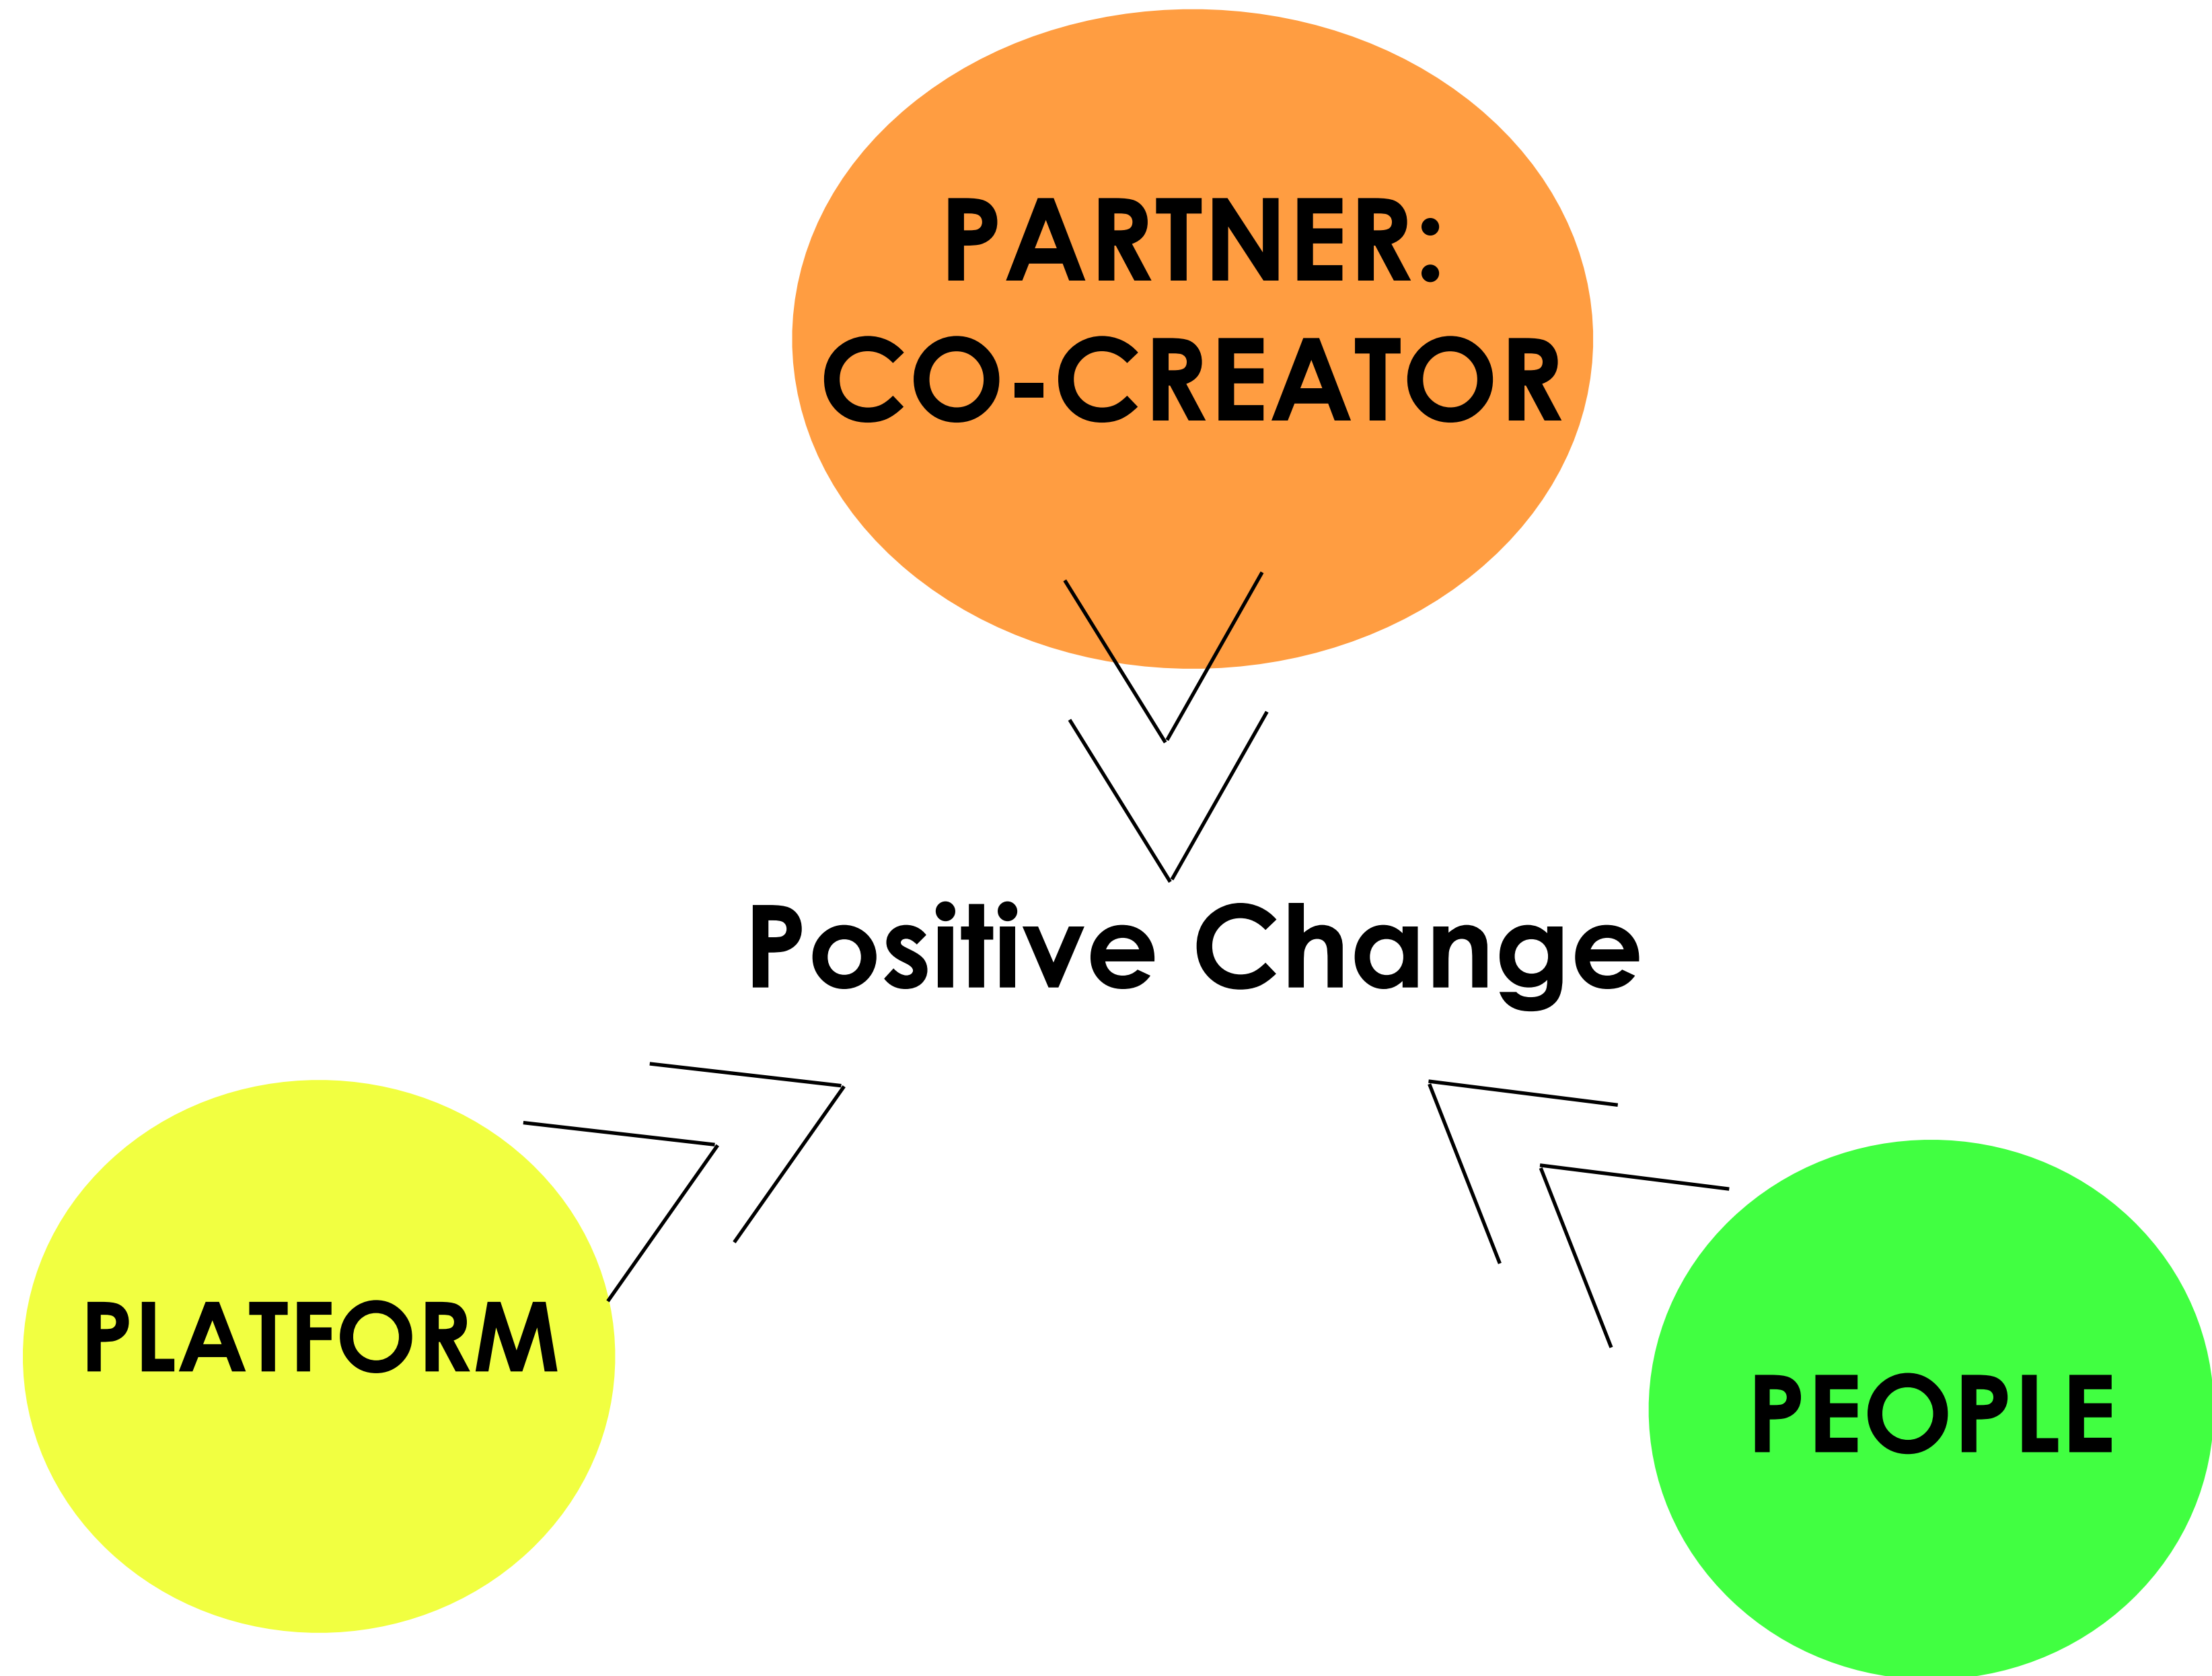 PARTNER:
CO-CREATOR
Positive Change
PLATFORM
PEOPLE